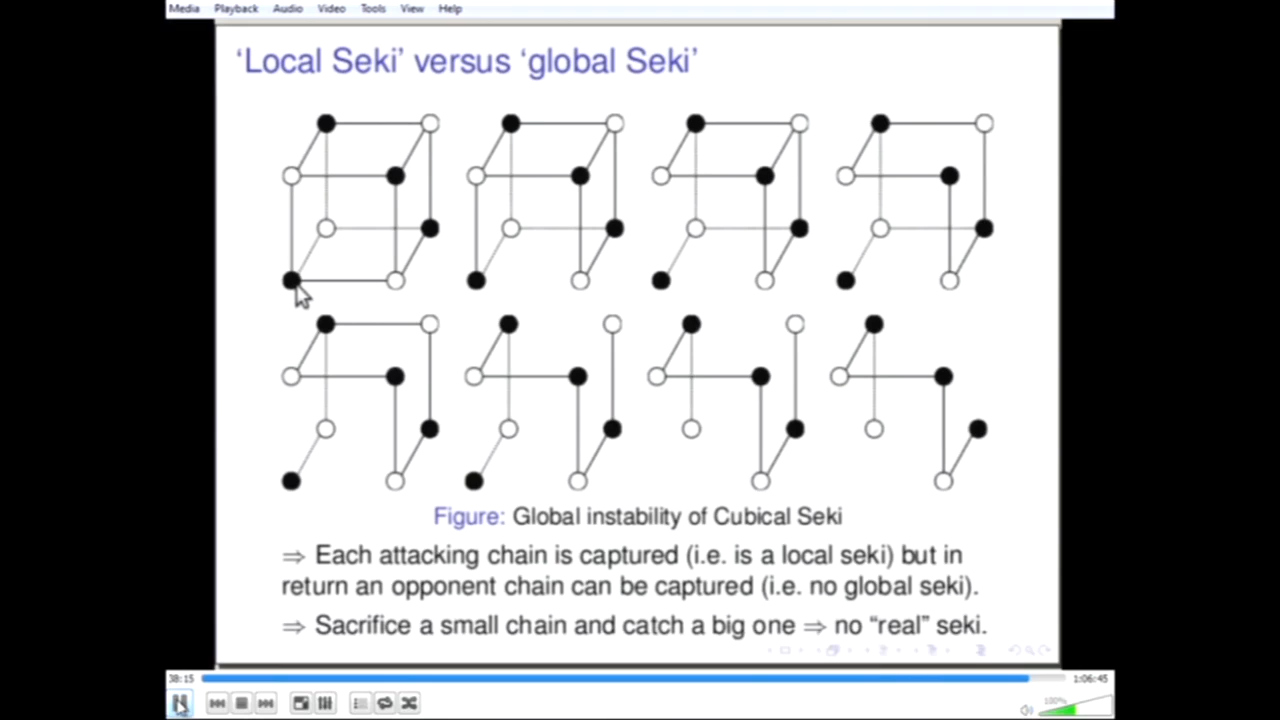 Media Playback Audio Video Tools View Help
‘Local Seki’ versus ‘global Seki’
Figure: Global instability of Cubical Seki
⇒ Each attacking chain is captured (i.e. is a local seki) but in
return an opponent chain can be captured (i.e. no global seki).
⇒ Sacrifice a small chain and catch a big one ⇒ no “real” seki.
38:15
1:06:45
100%